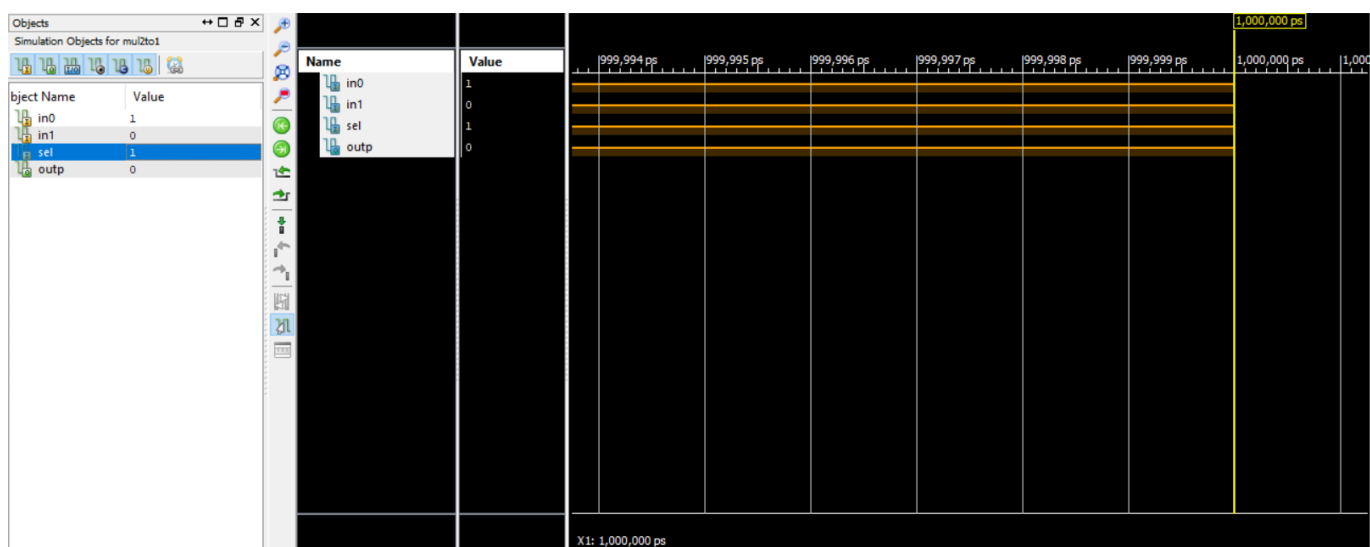 Objects
Simulation Objects for mul2to1
bject Name Value
in0 1
in1 0
sel 1
outp 0
Name Value
in0 1
in1 0
sel 1
outp 0
1,000,000 ps
999,994 ps 999,995 ps 999,996 ps 999,997 ps 999,998 ps 999,999 ps 1,000,000 ps 1,000
X1: 1,000,000 ps